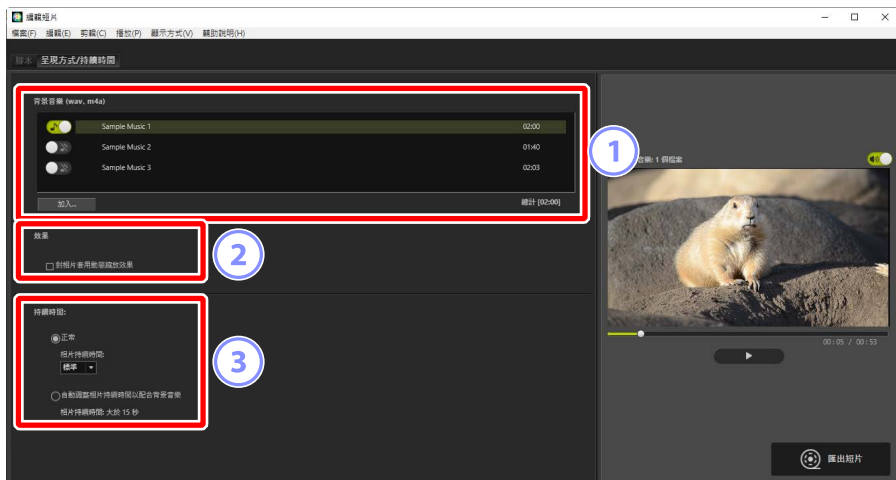 編輯短片
檔案(F) 編輯(E) 剪輯(C) 播放(P) 顯示方式(V) 輔助說明(H)
腳本 呈現方式/持續時間
背景音樂 (wav, m4a)
Sample Music 1 02:00
Sample Music 2 01:40
Sample Music 3 02:03
加入... 總計 [02:00]
1
音樂: 1 個檔案
效果
對相片套用動態縮放效果
2
持續時間:
正常
相片持續時間:
標準
自動調整相片持續時間以配合背景音樂
相片持續時間: 大於 15 秒
3
00:05 / 00:53
匯出短片